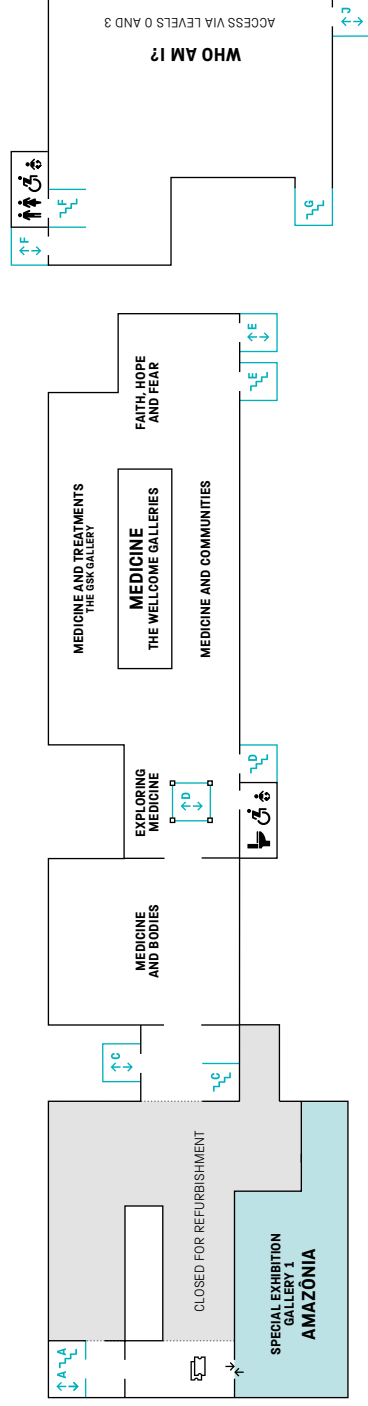 ACCESS VIA LEVELS 0 AND 3
WHO AM I?
J
F
F
G
E
E
FAITH, HOPE
AND FEAR
MEDICINE AND TREATMENTS
THE GSK GALLERY
MEDICINE
THE WELLCOME GALLERIES
MEDICINE AND COMMUNITIES
D
EXPLORING
MEDICINE
D
MEDICINE
AND BODIES
C
C
CLOSED FOR REFURBISHMENT
SPECIAL EXHIBITION
GALLERY 1
AMAZÔNIA
A
A